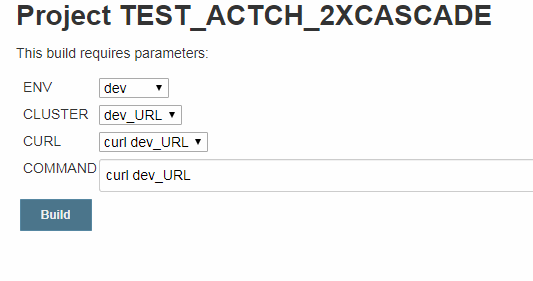 Project TEST_ACTCH_2XCASCADE
This build requires parameters:
ENV dev
CLUSTER dev_URL
CURL curl dev_URL
COMMAND curl dev_URL
Build